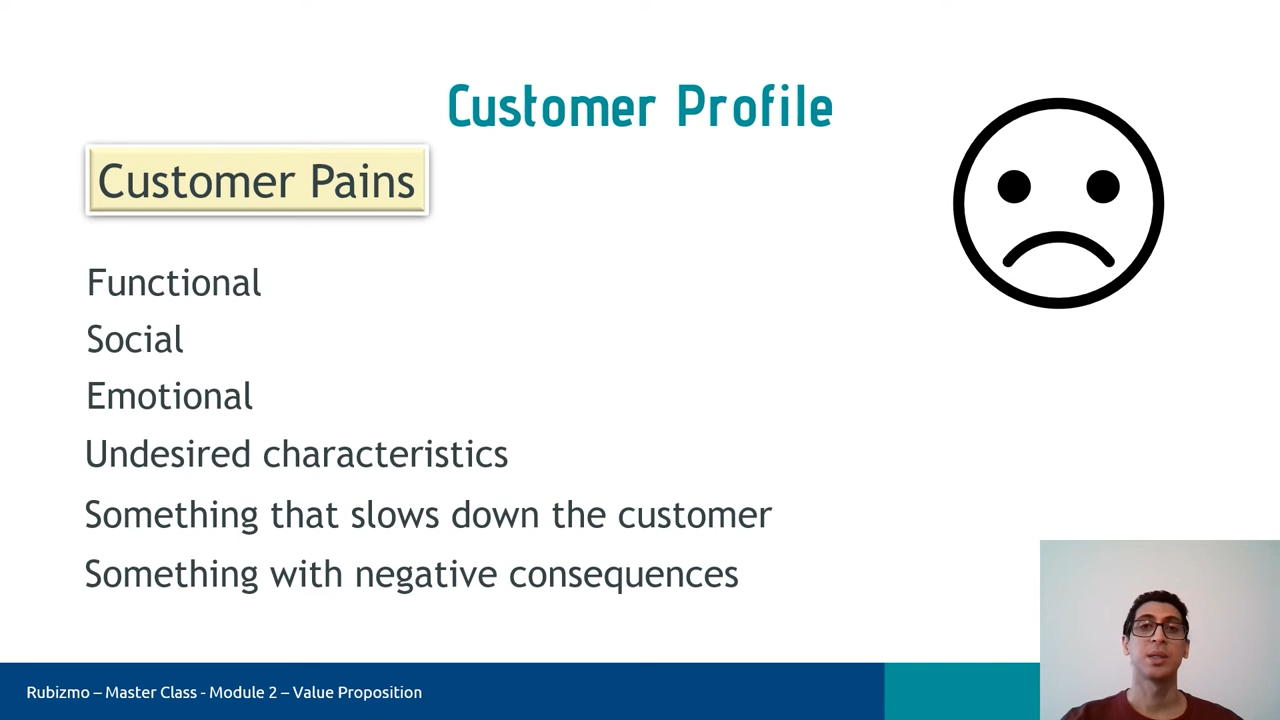 Customer Profile
Customer Pains
Functional
Social
Emotional
Undesired characteristics
Something that slows down the customer
Something with negative consequences
Rubizmo – Master Class - Module 2 – Value Proposition